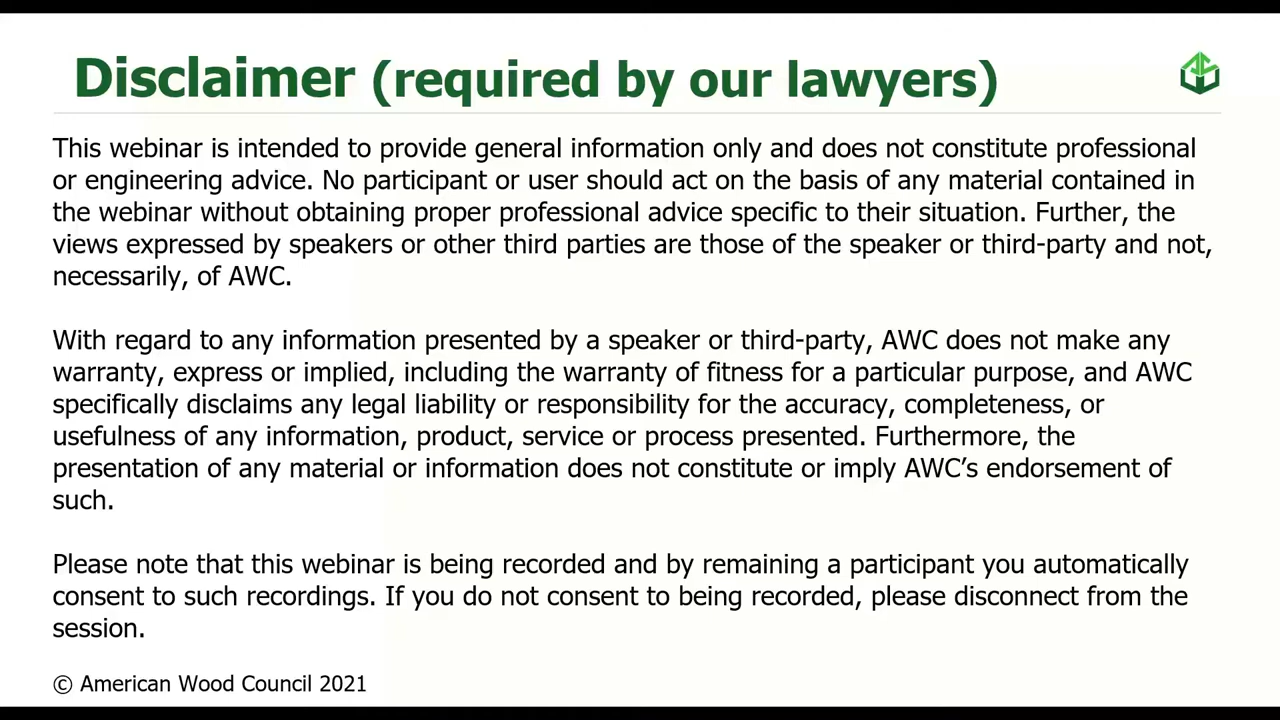 Disclaimer (required by our lawyers)
This webinar is intended to provide general information only and does not constitute professional
or engineering advice. No participant or user should act on the basis of any material contained in
the webinar without obtaining proper professional advice specific to their situation. Further, the
views expressed by speakers or other third parties are those of the speaker or third-party and not,
necessarily, of AWC.
With regard to any information presented by a speaker or third-party, AWC does not make any
warranty, express or implied, including the warranty of fitness for a particular purpose, and AWC
specifically disclaims any legal liability or responsibility for the accuracy, completeness, or
usefulness of any information, product, service or process presented. Furthermore, the
presentation of any material or information does not constitute or imply AWC’s endorsement of
such.
Please note that this webinar is being recorded and by remaining a participant you automatically
consent to such recordings. If you do not consent to being recorded, please disconnect from the
session.
© American Wood Council 2021